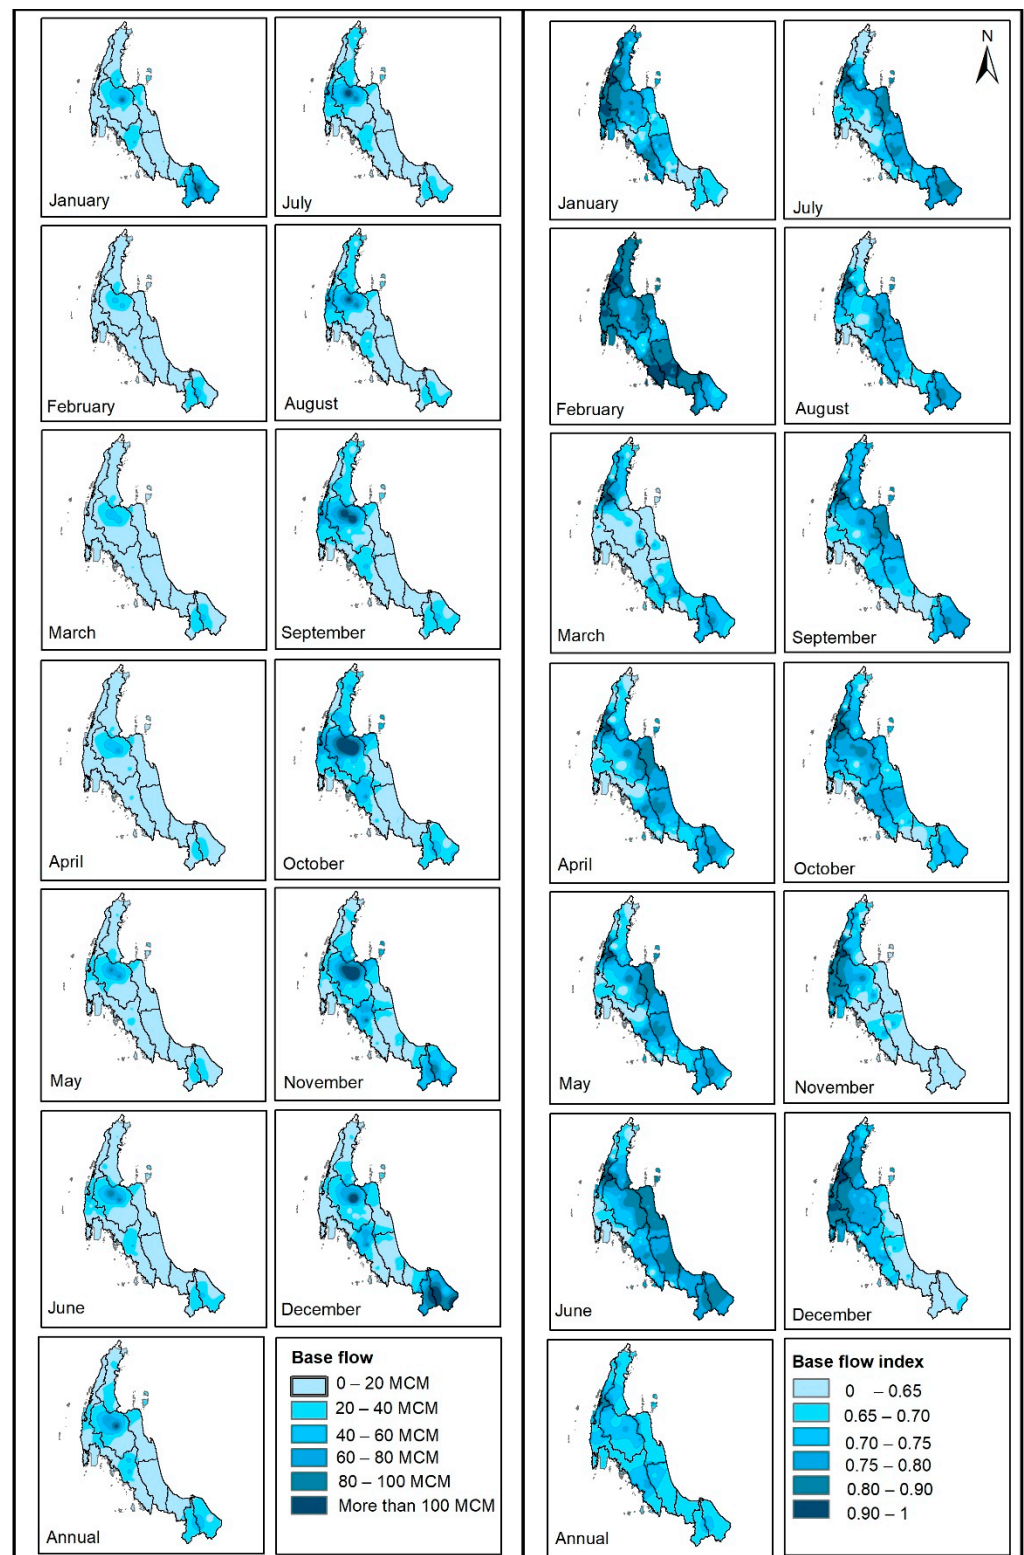 N
January
July
January
July
February
August
February
August
March
September
March
September
April
October
April
October
May
November
May
November
June
December
June
December
Annual
Base flow
0 – 20 MCM
20 – 40 MCM
40 – 60 MCM
60 – 80 MCM
80 – 100 MCM
More than 100 MCM
Annual
Base flow index
0 – 0.65
0.65 – 0.70
0.70 – 0.75
0.75 – 0.80
0.80 – 0.90
0.90 – 1